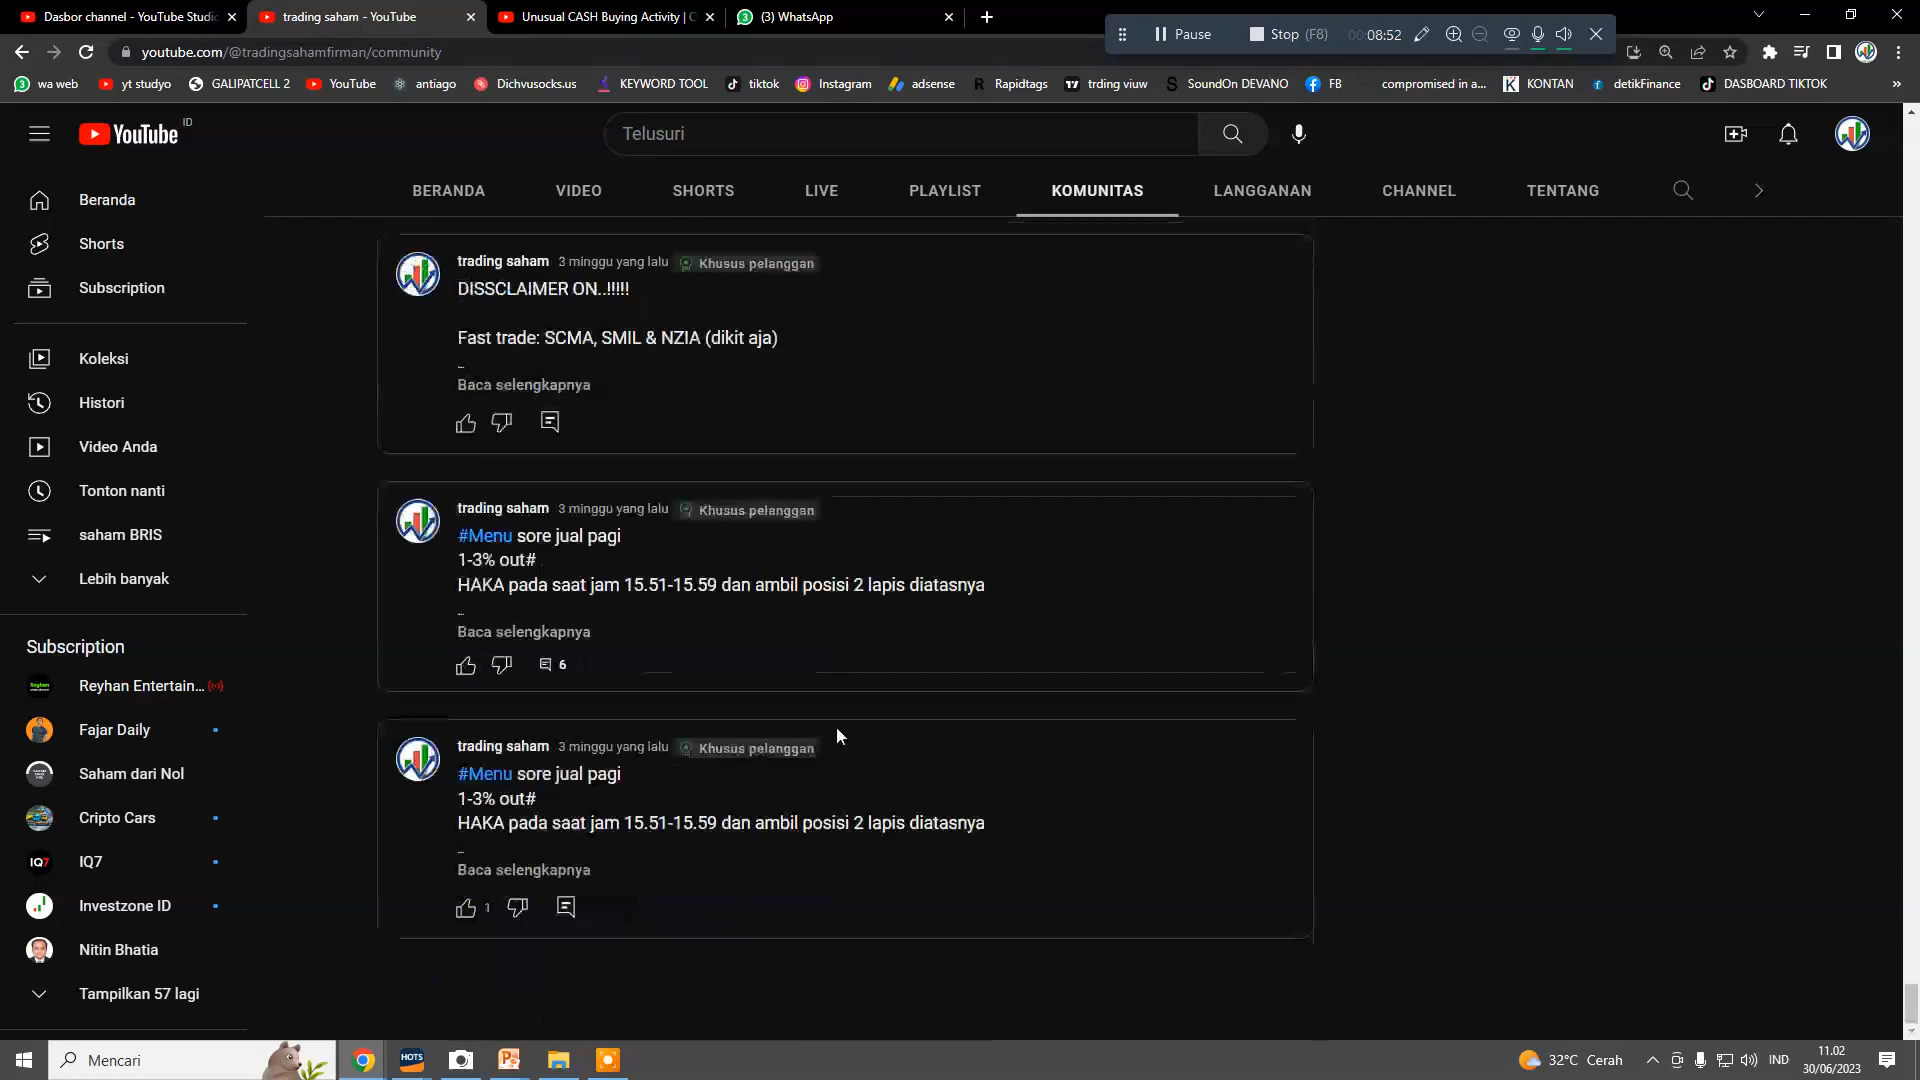 Dasbor channel - YouTube Studi
trading saham - YouTube
Unusual CASH Buying Activity |
(3) WhatsApp
Pause
Stop (F8)
00:08:52
youtube.com/@tradingsahamfirman/community
wa web
yt studyo
GALIPATCELL 2
YouTube
antiago
Dichvusocks.us
KEYWORD TOOL
tiktok
Instagram
adsense
Rapidtags
trding viuw
SoundOn DEVANO
FB
compromised in a...
KONTAN
detikFinance
DASBOARD TIKTOK
YouTube ID
Telusuri
BERANDA
VIDEO
SHORTS
LIVE
PLAYLIST
KOMUNITAS
LANGGANAN
CHANNEL
TENTANG
Beranda
Shorts
Subscription
Koleksi
Histori
Video Anda
Tonton nanti
saham BRIS
Lebih banyak
Subscription
Reyhan Entertain...
Fajar Daily
Saham dari Nol
Cripto Cars
IQ7
Investzone ID
Nitin Bhatia
Tampilkan 57 lagi
trading saham 3 minggu yang lalu Khusus pelanggan
DISSCLAIMER ON..!!!!!
Fast trade: SCMA, SMIL & NZIA (dikit aja)
...
Baca selengkapnya
trading saham 3 minggu yang lalu Khusus pelanggan
#Menu sore jual pagi
1-3% out#
HAKA pada saat jam 15.51-15.59 dan ambil posisi 2 lapis diatasnya
...
Baca selengkapnya
6
trading saham 3 minggu yang lalu Khusus pelanggan
#Menu sore jual pagi
1-3% out#
HAKA pada saat jam 15.51-15.59 dan ambil posisi 2 lapis diatasnya
...
Baca selengkapnya
1
Mencari
HOTS
32°C Cerah
IND
11.02
30/06/2023